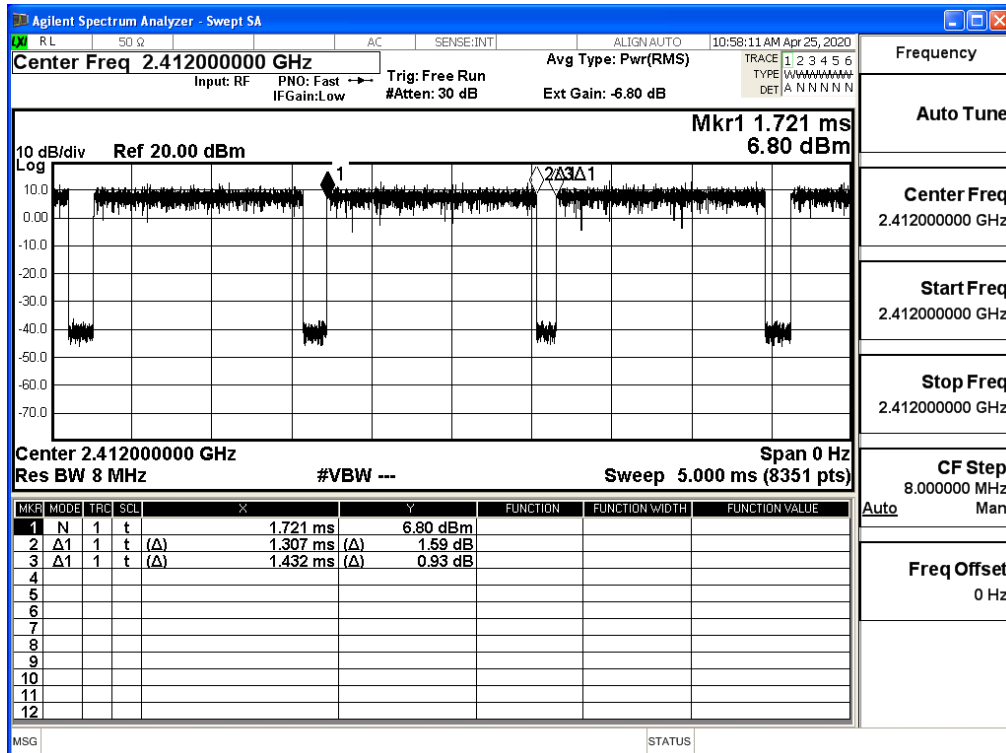 Agilent Spectrum Analyzer - Swept SA
LXI RL 50 Ω AC SENSE:INT ALIGNAUTO 10:58:11 AM Apr 25, 2020
Center Freq 2.412000000 GHz
Input: RF PNO: Fast Trig: Free Run Avg Type: Pwr(RMS) TRACE 1 2 3 4 5 6
TYPE
IFGain:Low #Atten: 30 dB Ext Gain: -6.80 dB DET A N N N N N
Mkr1 1.721 ms
6.80 dBm
10 dB/div Ref 20.00 dBm
Log
1 2Δ1 3Δ1
10.0
0.00
-10.0
-20.0
-30.0
-40.0
-50.0
-60.0
-70.0
Center 2.412000000 GHz Span 0 Hz
Res BW 8 MHz #VBW --- Sweep 5.000 ms (8351 pts)
MKR MODE TRC SCL X Y FUNCTION FUNCTION WIDTH FUNCTION VALUE
1 N 1 t 1.721 ms 6.80 dBm
2 Δ1 1 t (Δ) 1.307 ms (Δ) 1.59 dB
3 Δ1 1 t (Δ) 1.432 ms (Δ) 0.93 dB
4
5
6
7
8
9
10
11
12
MSG STATUS
Frequency
Auto Tune
Center Freq
2.412000000 GHz
Start Freq
2.412000000 GHz
Stop Freq
2.412000000 GHz
CF Step
8.000000 MHz
Auto Man
Freq Offset
0 Hz